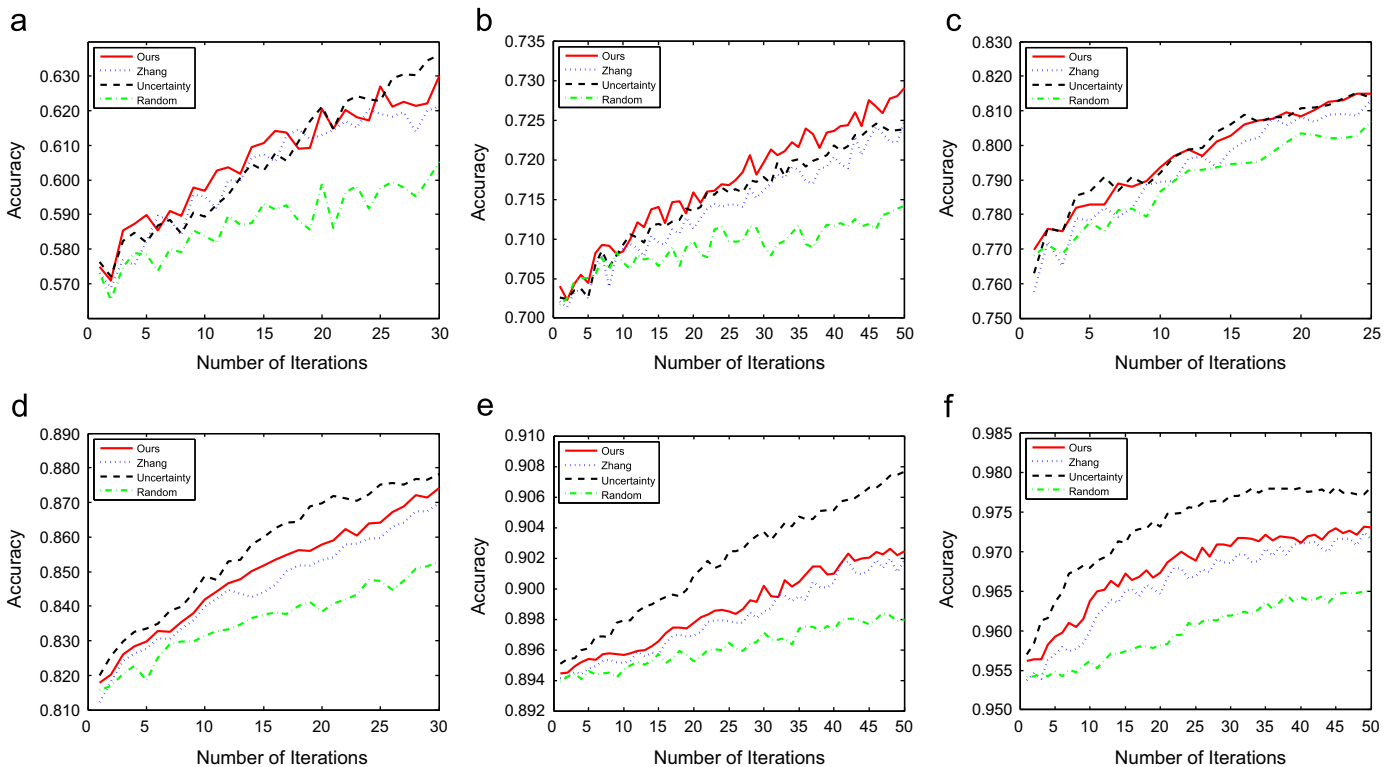 a
Ours
Zhang
Uncertainty
Random
0.630
0.620
0.610
0.600
0.590
0.580
0.570
Accuracy
0 5 10 15 20 25 30
Number of Iterations
b
Ours
Zhang
Uncertainty
Random
0.735
0.730
0.725
0.720
0.715
0.710
0.705
0.700
Accuracy
0 5 10 15 20 25 30 35 40 45 50
Number of Iterations
c
Ours
Zhang
Uncertainty
Random
0.830
0.820
0.810
0.800
0.790
0.780
0.770
0.760
0.750
Accuracy
0 5 10 15 20 25
Number of Iterations
d
Ours
Zhang
Uncertainty
Random
0.890
0.880
0.870
0.860
0.850
0.840
0.830
0.820
0.810
Accuracy
0 5 10 15 20 25 30
Number of Iterations
e
Ours
Zhang
Uncertainty
Random
0.910
0.908
0.906
0.904
0.902
0.900
0.898
0.896
0.894
0.892
Accuracy
0 5 10 15 20 25 30 35 40 45 50
Number of Iterations
f
Ours
Zhang
Uncertainty
Random
0.985
0.980
0.975
0.970
0.965
0.960
0.955
0.950
Accuracy
0 5 10 15 20 25 30 35 40 45 50
Number of Iterations